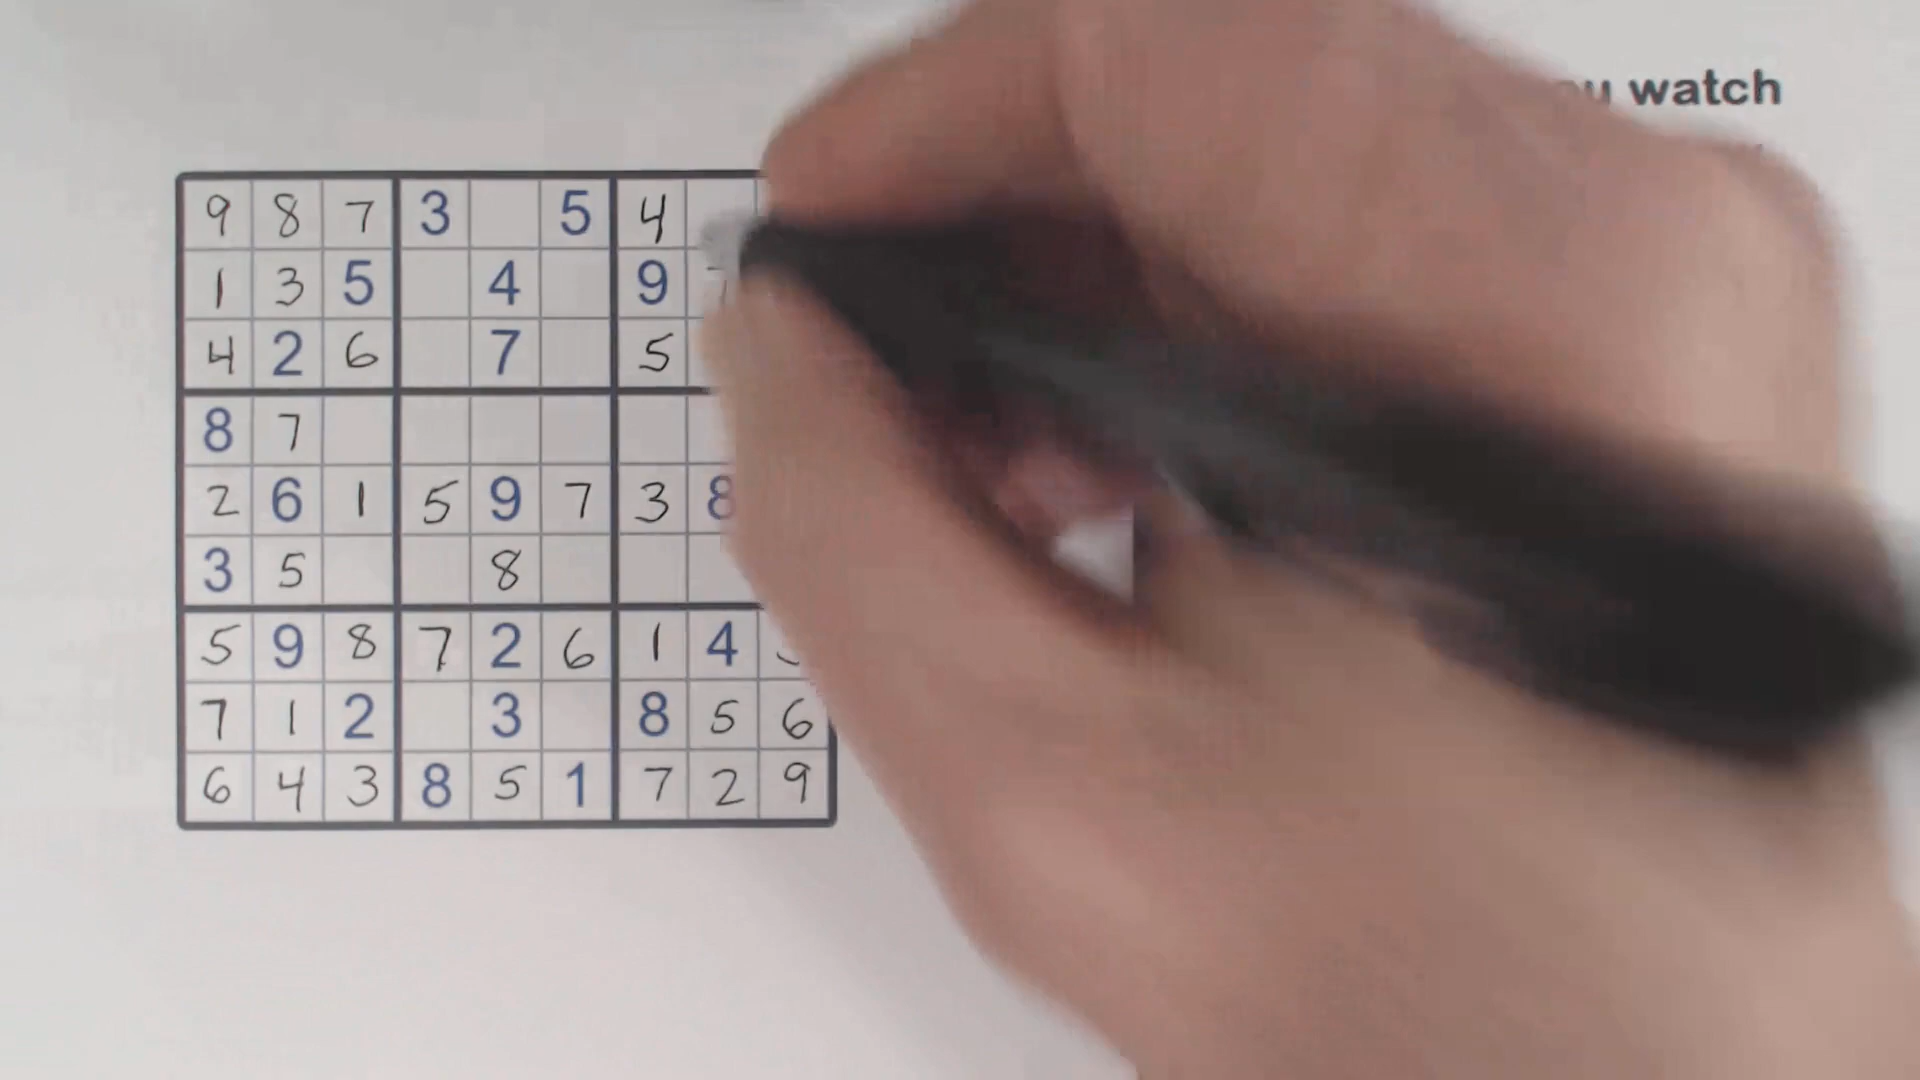 watch
9 8 7 3 5 4
1 3 5 4 9 7
4 2 6 7 5
8 7
2 6 1 5 9 7 3 8
3 5 8
5 9 8 7 2 6 1 4
7 1 2 3 8 5 6
6 4 3 8 5 1 7 2 9